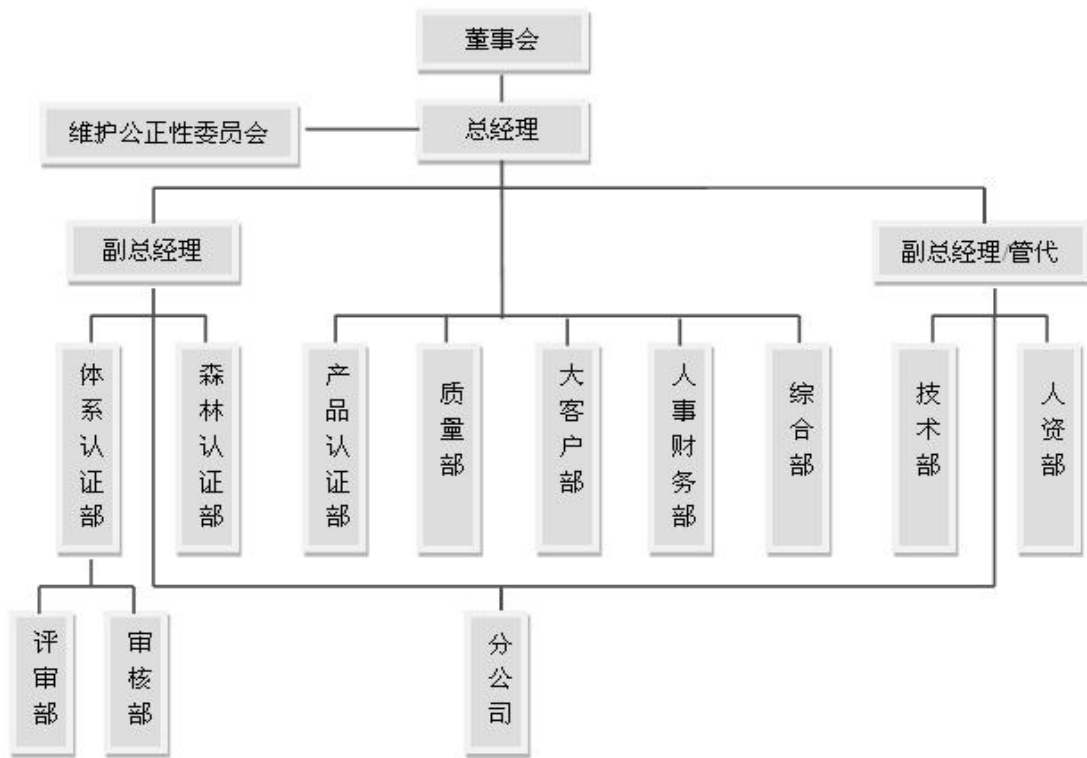 董事会
维护公正性委员会
总经理
副总经理
副总经理/管代
体系认证部
森林认证部
产品认证部
质量部
大客户部
人事财务部
综合部
技术部
人资部
评审部
审核部
分公司